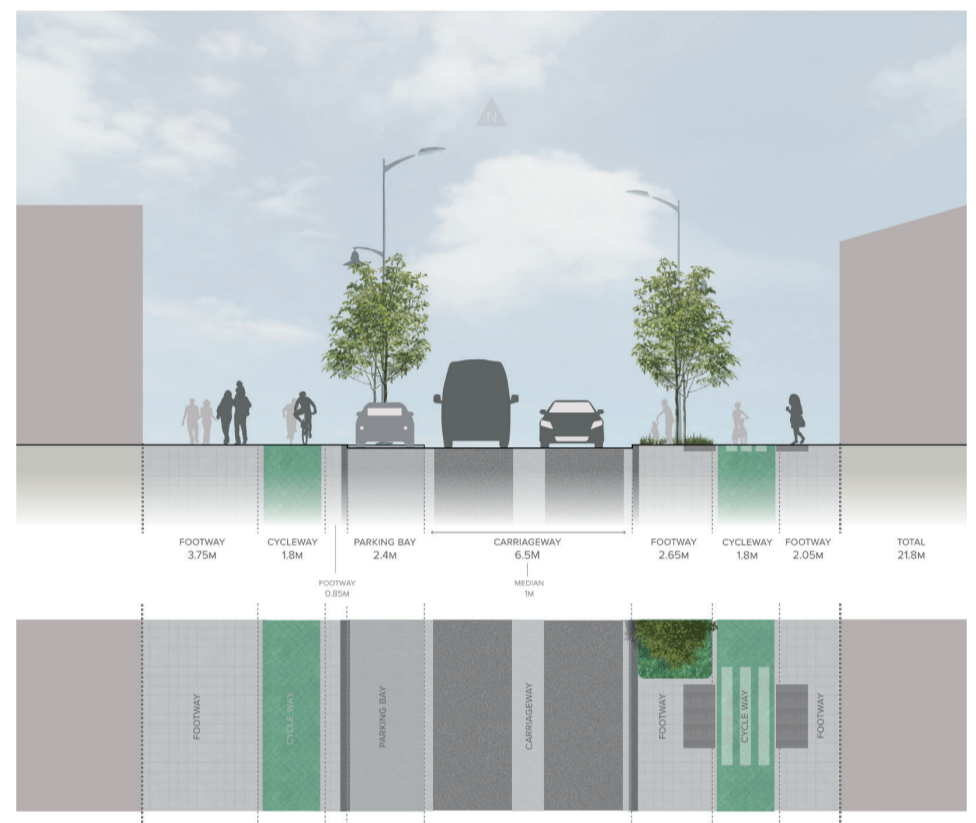 N
FOOTWAY
3.75M
CYCLEWAY
1.8M
PARKING BAY
2.4M
CARRIAGEWAY
6.5M
FOOTWAY
2.65M
CYCLEWAY
1.8M
FOOTWAY
2.05M
TOTAL
21.8M
FOOTWAY
0.85M
MEDIAN
1M
FOOTWAY
CYCLE WAY
PARKING BAY
CARRIAGEWAY
FOOTWAY
CYCLE WAY
FOOTWAY